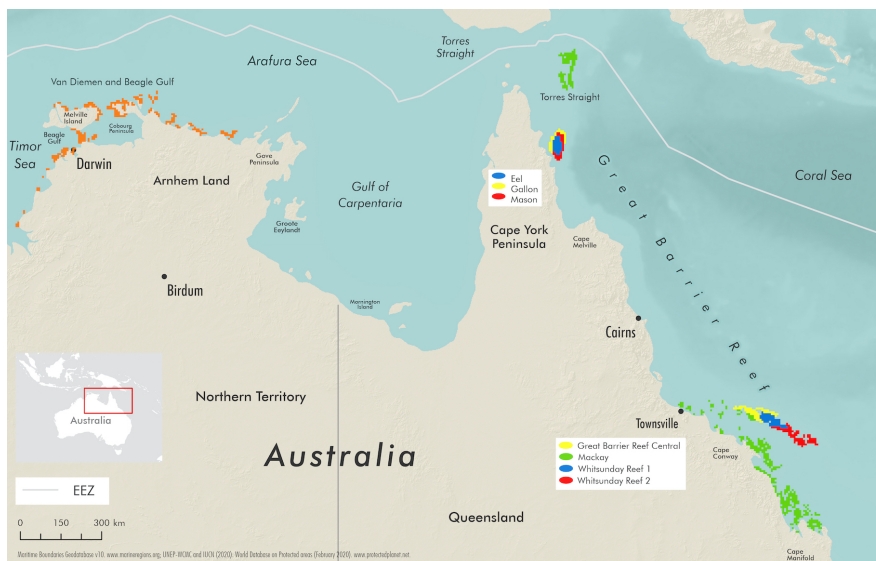 Torres
Strait
Arafura Sea
Van Diemen and Beagle Gulf
Torres Straight
Melville
Island
Cobourg
Peninsula
Beagle
Gulf
Timor
Sea
Darwin
Gove
Peninsula
Arnhem Land
Gulf of
Carpentaria
Coral Sea
Eel
Gallon
Mason
Groote
Eeylandt
Cape York
Peninsula
Cape
Melville
Great Barrier Reef
Birdum
Mornington
Island
Cairns
Northern Territory
Australia
Townsville
Great Barrier Reef Central
Mackay
Whitsunday Reef 1
Whitsunday Reef 2
Cape
Conway
Australia
EEZ
Queensland
0 150 300 km
Cape
Manifold
Maritime Boundaries Geodatabase v10: www.marineregions.org; UNEP-WCMC and IUCN (2020): World Database on Protected areas (February 2020). www.protectedplanet.net